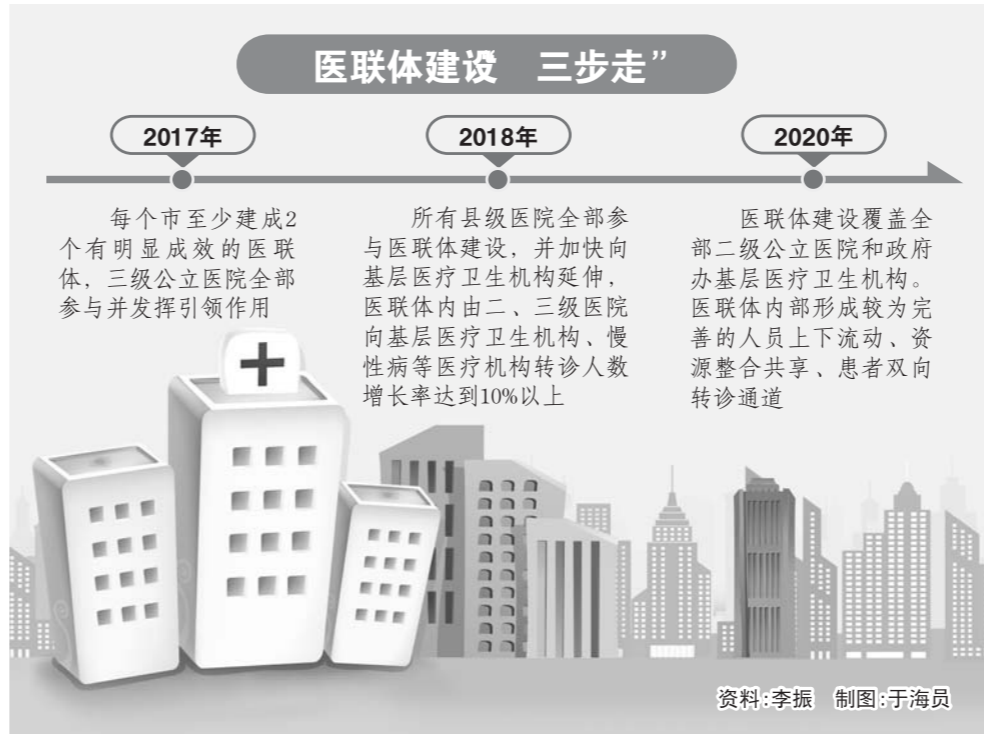 医联体建设 三步走”
2017年
每个市至少建成2
个有明显成效的医联
体，三级公立医院全部
参与并发挥引领作用
2018年
所有县级医院全部参
与医联体建设，并加快向
基层医疗卫生机构延伸，
医联体内由二、三级医院
向基层医疗卫生机构、慢
性病等医疗机构转诊人数
增长率达到10%以上
2020年
医联体建设覆盖全
部二级公立医院和政府
办基层医疗卫生机构。
医联体内部形成较为完
善的人员上下流动、资
源整合共享、患者双向
转诊通道
资料:李振 制图:于海员